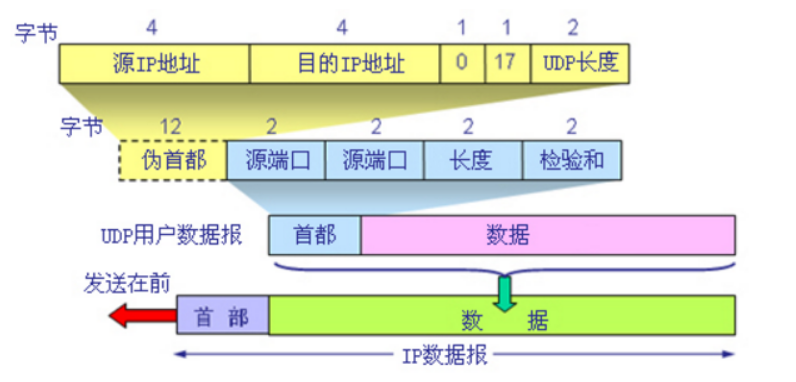 字节 4 4 1 1 2
源IP地址 目的IP地址 0 17 UDP长度
字节 12 2 2 2 2
伪首都 源端口 源端口 长度 检验和
UDP用户数据报 首都 数据
发送在前
首部 数据
IP数据报